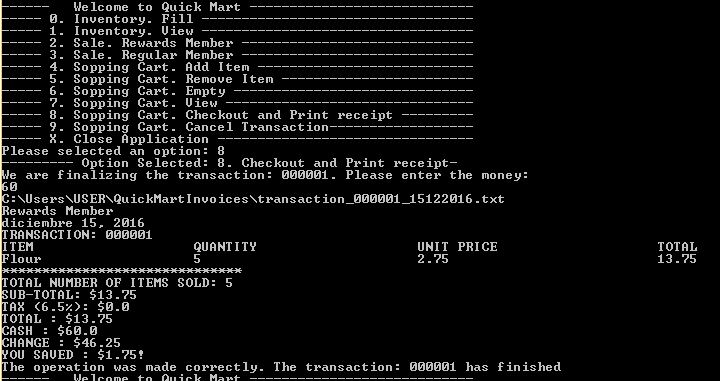 ------   Welcome to Quick Mart ----------------------------
----- 0. Inventory. Fill ----------------------------------
----- 1. Inventory. View ----------------------------------
----- 2. Sale. Rewards Member -----------------------------
----- 3. Sale. Regular Member -----------------------------
----- 4. Sopping Cart. Add Item ---------------------------
----- 5. Sopping Cart. Remove Item ------------------------
----- 6. Sopping Cart. Empty ------------------------------
----- 7. Sopping Cart. View -------------------------------
----- 8. Sopping Cart. Checkout and Print receipt ---------
----- 9. Sopping Cart. Cancel Transaction------------------
----- X. Close Application --------------------------------
Please selected an option: 8
--------- Option Selected: 8. Checkout and Print receipt-
We are finalizing the transaction: 000001. Please enter the money:
60
C:\Users\USER\QuickMartInvoices\transaction_000001_15122016.txt
Rewards Member
diciembre 15, 2016
TRANSACTION: 000001
ITEM                    QUANTITY                    UNIT PRICE                    TOTAL
Flour                   5                           2.75                          13.75
******************************
TOTAL NUMBER OF ITEMS SOLD: 5
SUB-TOTAL: $13.75
TAX (6.5%): $0.0
TOTAL : $13.75
CASH : $60.0
CHANGE : $46.25
YOU SAVED : $1.75!
The operation was made correctly. The transaction: 000001 has finished
------   Welcome to Quick Mart ----------------------------